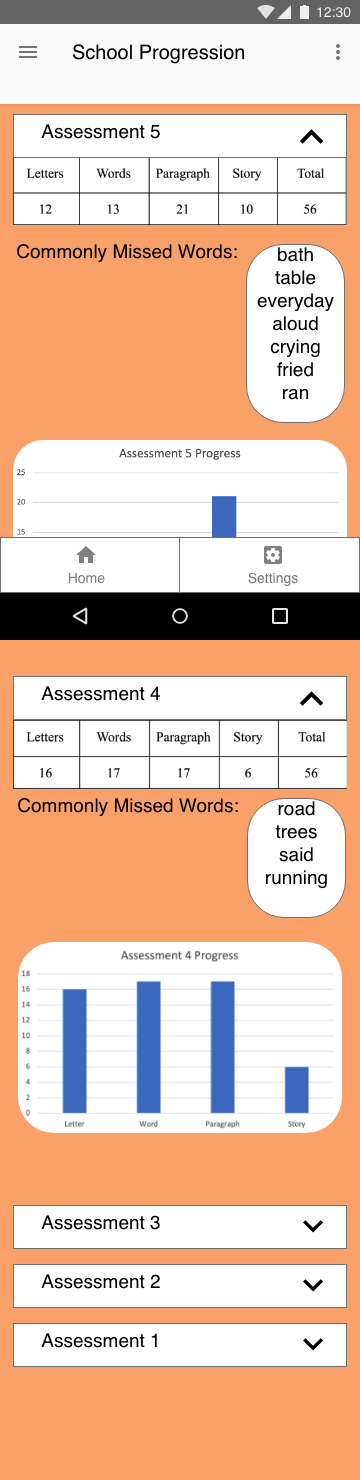 12:30
School Progression
Assessment 5
Letters Words Paragraph Story Total
12 13 21 10 56
Commonly Missed Words:
bath
table
everyday
aloud
crying
fried
ran
Assessment 5 Progress
25
20
15
Home Settings
Assessment 4
Letters Words Paragraph Story Total
16 17 17 6 56
Commonly Missed Words:
road
trees
said
running
Assessment 4 Progress
18
16
14
12
10
8
6
4
2
0
Letter Word Paragraph Story
Assessment 3
Assessment 2
Assessment 1